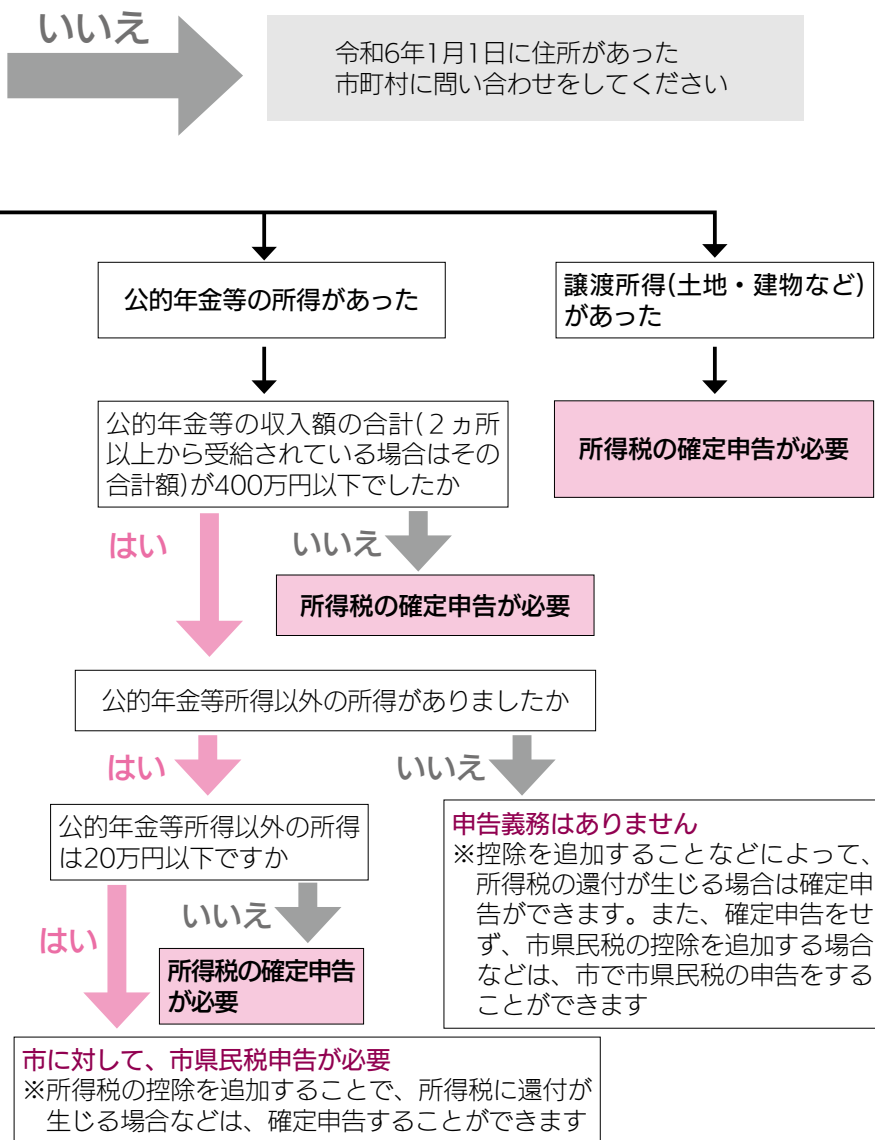 いいえ
令和6年1月1日に住所があった
市町村に問い合わせをしてください
公的年金等の所得があった
譲渡所得(土地・建物など)
があった
公的年金等の収入額の合計(２ヵ所
以上から受給されている場合はその
合計額)が400万円以下でしたか
所得税の確定申告が必要
はい
いいえ
所得税の確定申告が必要
公的年金等所得以外の所得がありましたか
はい
いいえ
公的年金等所得以外の所得
は20万円以下ですか
申告義務はありません
※控除を追加することなどによって、
所得税の還付が生じる場合は確定申
告ができます。また、確定申告をせ
ず、市県民税の控除を追加する場合
などは、市で市県民税の申告をする
ことができます
はい
いいえ
所得税の確定申告
が必要
市に対して、市県民税申告が必要
※所得税の控除を追加することで、所得税に還付が
生じる場合などは、確定申告することができます